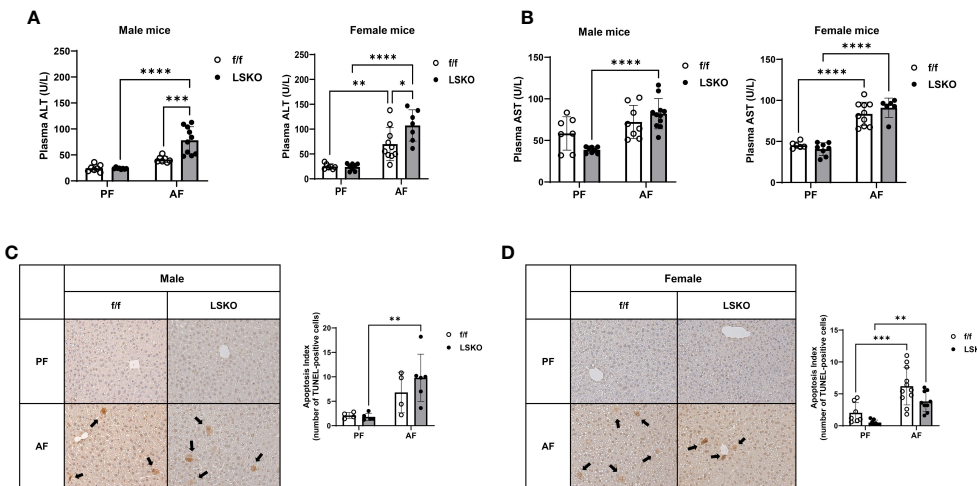 A
Male mice
Plasma ALT (U/L)
250
200
150
100
50
0
****
***
PF
AF
f/f
LSKO
Female mice
Plasma ALT (U/L)
250
200
150
100
50
0
****
**
*
PF
AF
f/f
LSKO
B
Male mice
Plasma AST (U/L)
250
200
150
100
50
0
****
PF
AF
f/f
LSKO
Female mice
Plasma AST (U/L)
150
100
50
0
****
****
PF
AF
f/f
LSKO
C
Male
f/f
LSKO
PF
AF
Apoptosis Index
(number of TUNEL-positive cells)
20
15
10
5
0
**
PF
AF
f/f
LSKO
D
Female
f/f
LSKO
PF
AF
Apoptosis Index
(number of TUNEL-positive cells)
15
10
5
0
**
***
PF
AF
f/f
LSK